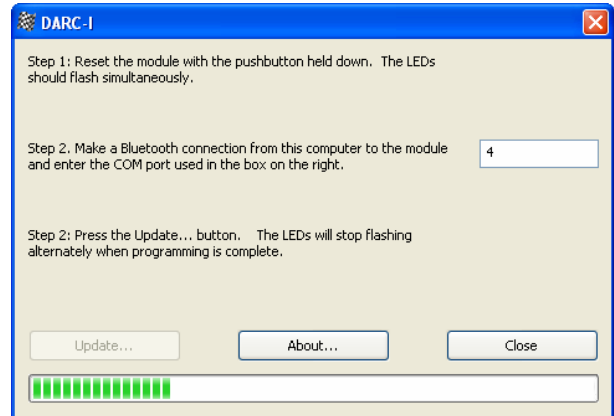 DARC-I
Step 1: Reset the module with the pushbutton held down.  The LEDs
should flash simultaneously.
Step 2. Make a Bluetooth connection from this computer to the module
and enter the COM port used in the box on the right.
4
Step 2: Press the Update... button.   The LEDs will stop flashing
alternately when programming is complete.
Update...
About...
Close